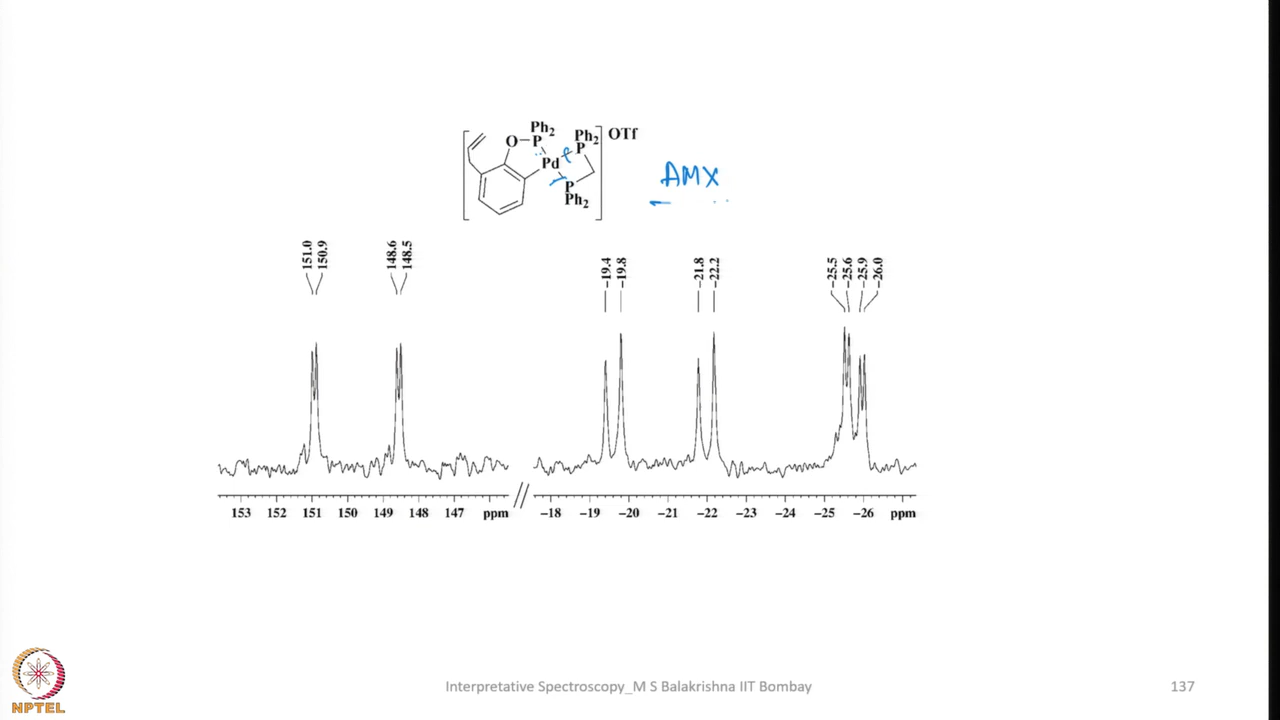 Ph2
O–P
Ph2
P
OTf
Pd
AMX
P
Ph2
151.0
150.9
148.6
148.5
–19.4
–19.8
–21.8
–22.2
–25.5
–25.6
–25.9
–26.0
153 152 151 150 149 148 147 ppm –18 –19 –20 –21 –22 –23 –24 –25 –26 ppm
NPTEL
Interpretative Spectroscopy_M S Balakrishna IIT Bombay
137